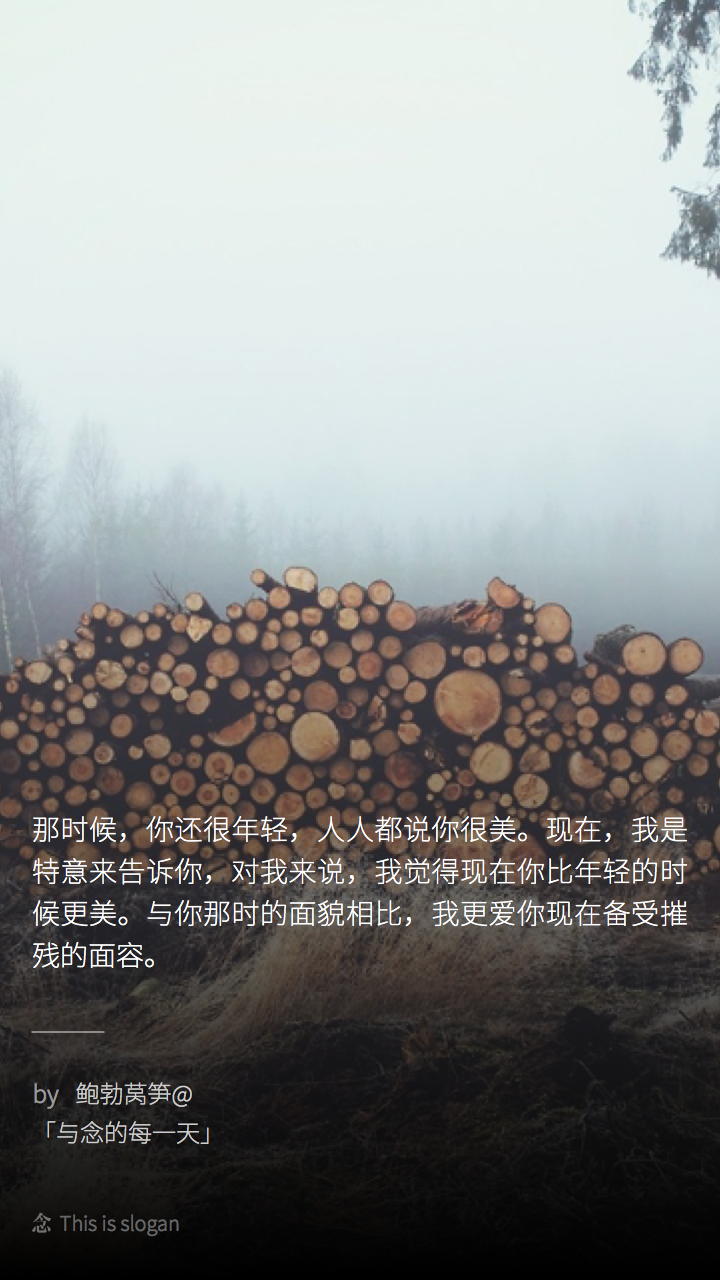 那时候，你还很年轻，人人都说你很美。现在，我是
特意来告诉你，对我来说，我觉得现在你比年轻的时
候更美。与你那时的面貌相比，我更爱你现在备受摧
残的面容。
by 鲍勃莴笋@
「与念的每一天」
念 This is slogan